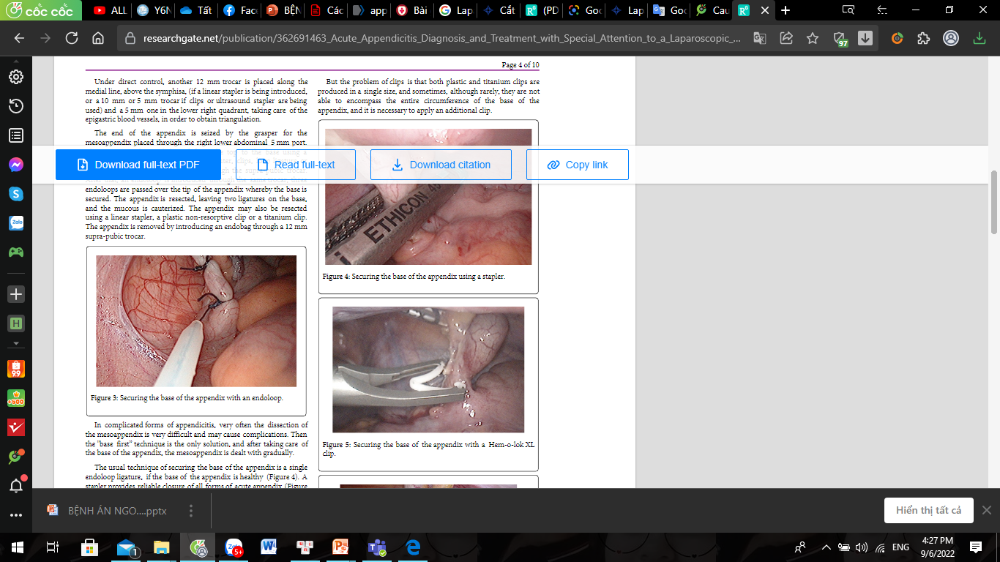 cốc cốc
ALL
Y6N
Tất
Face
BỆN
Các
app
Bài
Lap
Cắt
(PD
Goo
Lap
Goo
Cau
researchgate.net/publication/362691463_Acute_Appendicitis_Diagnosis_and_Treatment_with_Special_Attention_to_a_Laparoscopic_...
97
Page 4 of 10
Under direct control, another 12 mm trocar is placed along the
medial line, above the symphisa, (if a linear stapler is being introduced,
or a 10 mm or 5 mm trocar if clips or ultrasound stapler are being
used) and a 5 mm one in the lower right quadrant, taking care of the
epigastric blood vessels, in order to obtain triangulation.
The end of the appendix is seized by the grasper for the
mesoappendix placed through the right lower abdominal 5 mm port.
Download full-text PDF
Read full-text
Download citation
Copy link
endoloops are passed over the tip of the appendix whereby the base is
secured. The appendix is resected, leaving two ligatures on the base,
and the mucous is cauterized. The appendix may also be resected
using a linear stapler, a plastic non-resorptive clip or a titanium clip.
The appendix is removed by introducing an endobag through a 12 mm
supra-pubic trocar.
Figure 3: Securing the base of the appendix with an endoloop.
In complicated forms of appendicitis, very often the dissection of
the mesoappendix is very difficult and may cause complications. Then
the "base first" technique is the only solution, and after taking care of
the base of the appendix, the mesoappendix is dealt with gradually.
The usual technique of securing the base of the appendix is a single
endoloop ligature, if the base of the appendix is healthy (Figure 4). A
stapler provides reliable closure of all forms of acute appendix (Figure
But the problem of clips is that both plastic and titanium clips are
produced in a single size, and sometimes, although rarely, they are not
able to encompass the entire circumference of the base of the
appendix, and it is necessary to apply an additional clip.
ETHICON
Figure 4: Securing the base of the appendix using a stapler.
Figure 5: Securing the base of the appendix with a Hem-o-lok XL
clip.
Zalo
H
99
+500
BỆNH ÁN NGO....pptx
Hiển thị tất cả
1
Zalo
5+
ENG
4:27 PM
9/6/2022